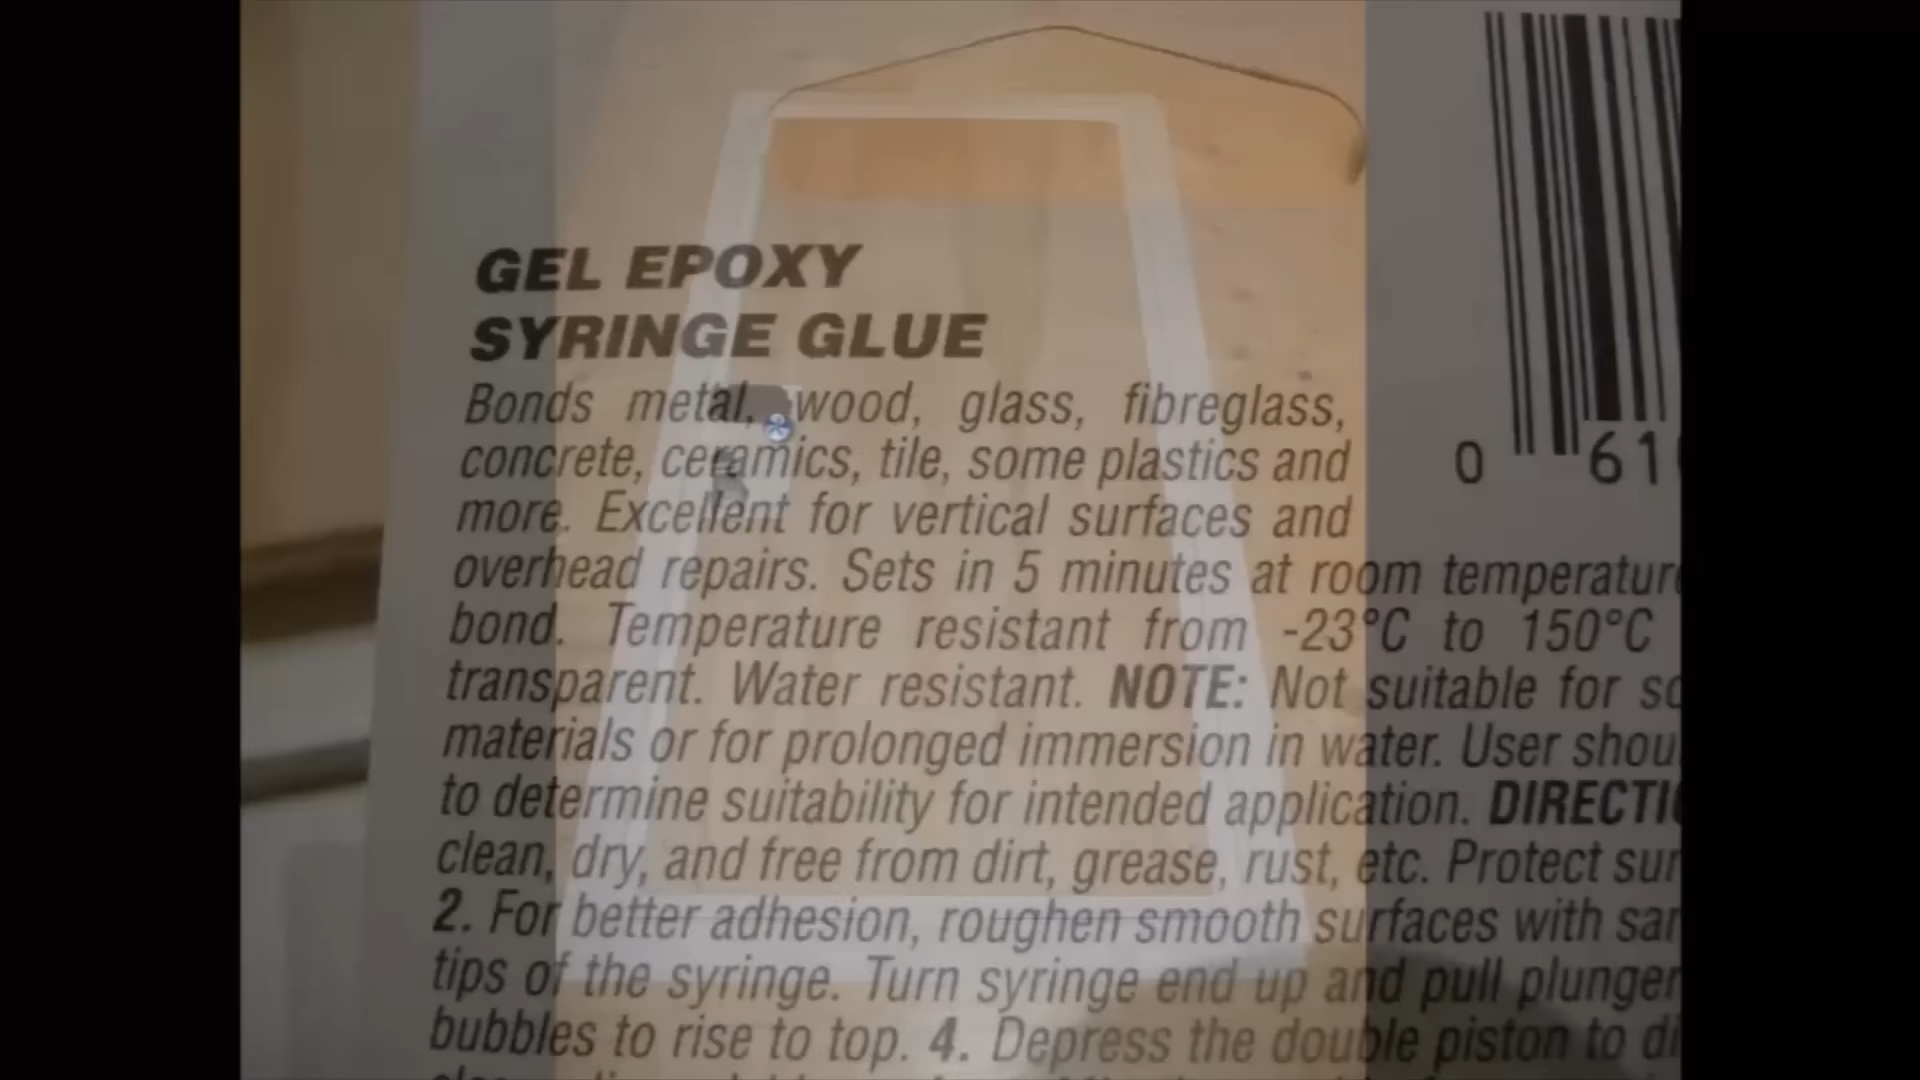 GEL EPOXY
SYRINGE GLUE
Bonds metal, wood, glass, fibreglass,
concrete, ceramics, tile, some plastics and
more. Excellent for vertical surfaces and
overhead repairs. Sets in 5 minutes at room
bond. Temperature resistant from -23°C to 150°C
transparent. Water resistant. NOTE: Not suitable for
materials or for prolonged immersion in water. User
to determine suitability for intended application.
clean, dry, and free from dirt, grease, rust, etc. Protect
2. For better adhesion, roughen smooth surfaces with
tips of the syringe. Turn syringe end up and pull plunger
bubbles to rise to top. 4. Depress the double piston to
0 61